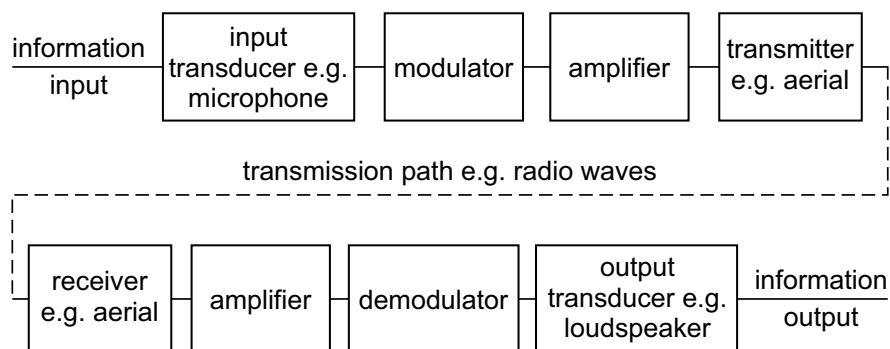 information
input
input
transducer e.g.
microphone
modulator
amplifier
transmitter
e.g. aerial
transmission path e.g. radio waves
receiver
e.g. aerial
amplifier
demodulator
output
transducer e.g.
loudspeaker
information
output